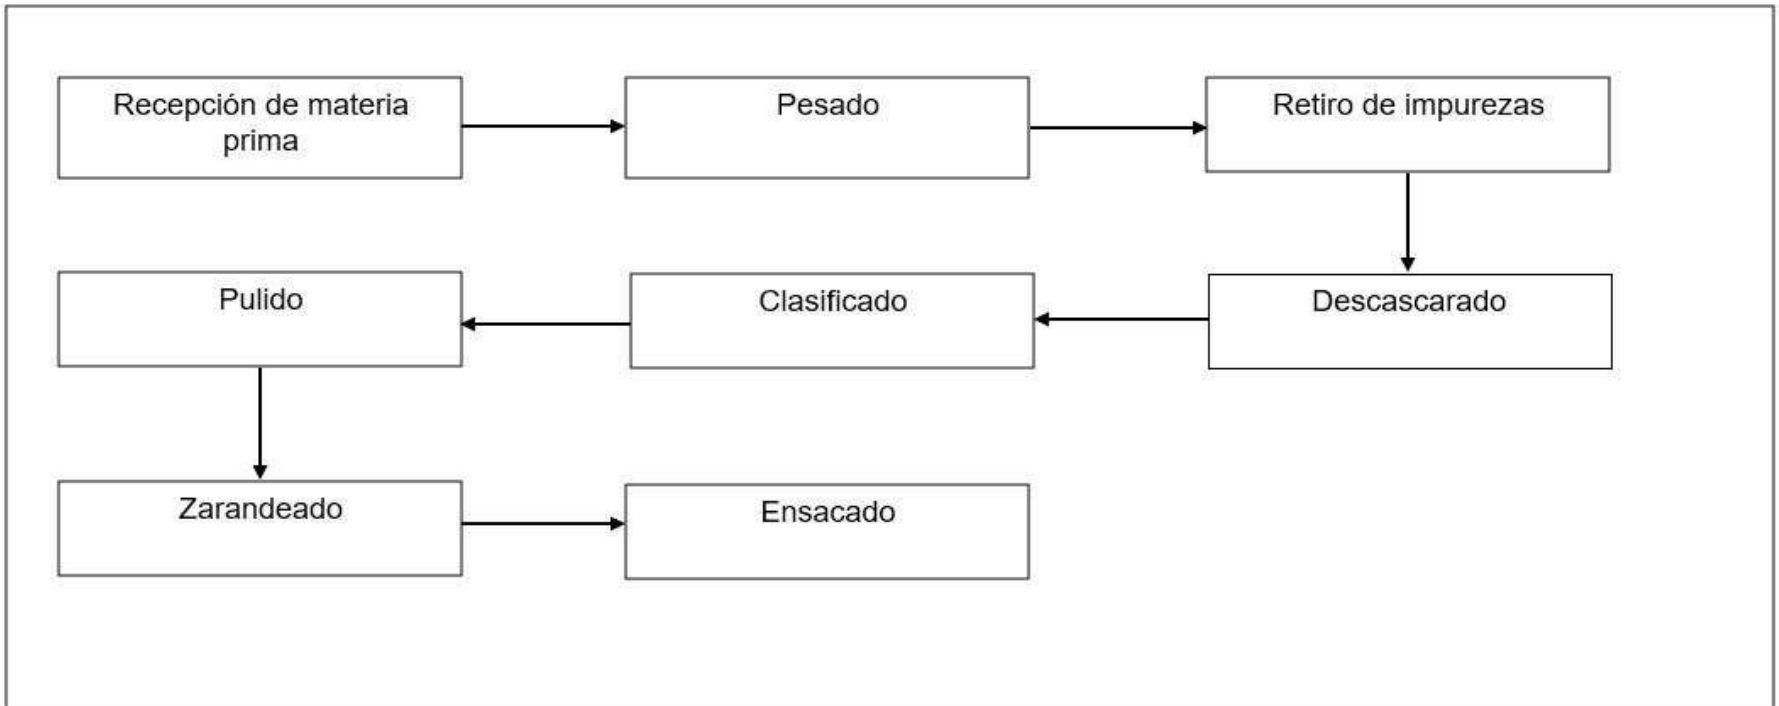 Recepción de materia
prima
Pesado
Retiro de impurezas
Descascarado
Clasificado
Pulido
Zarandeado
Ensacado